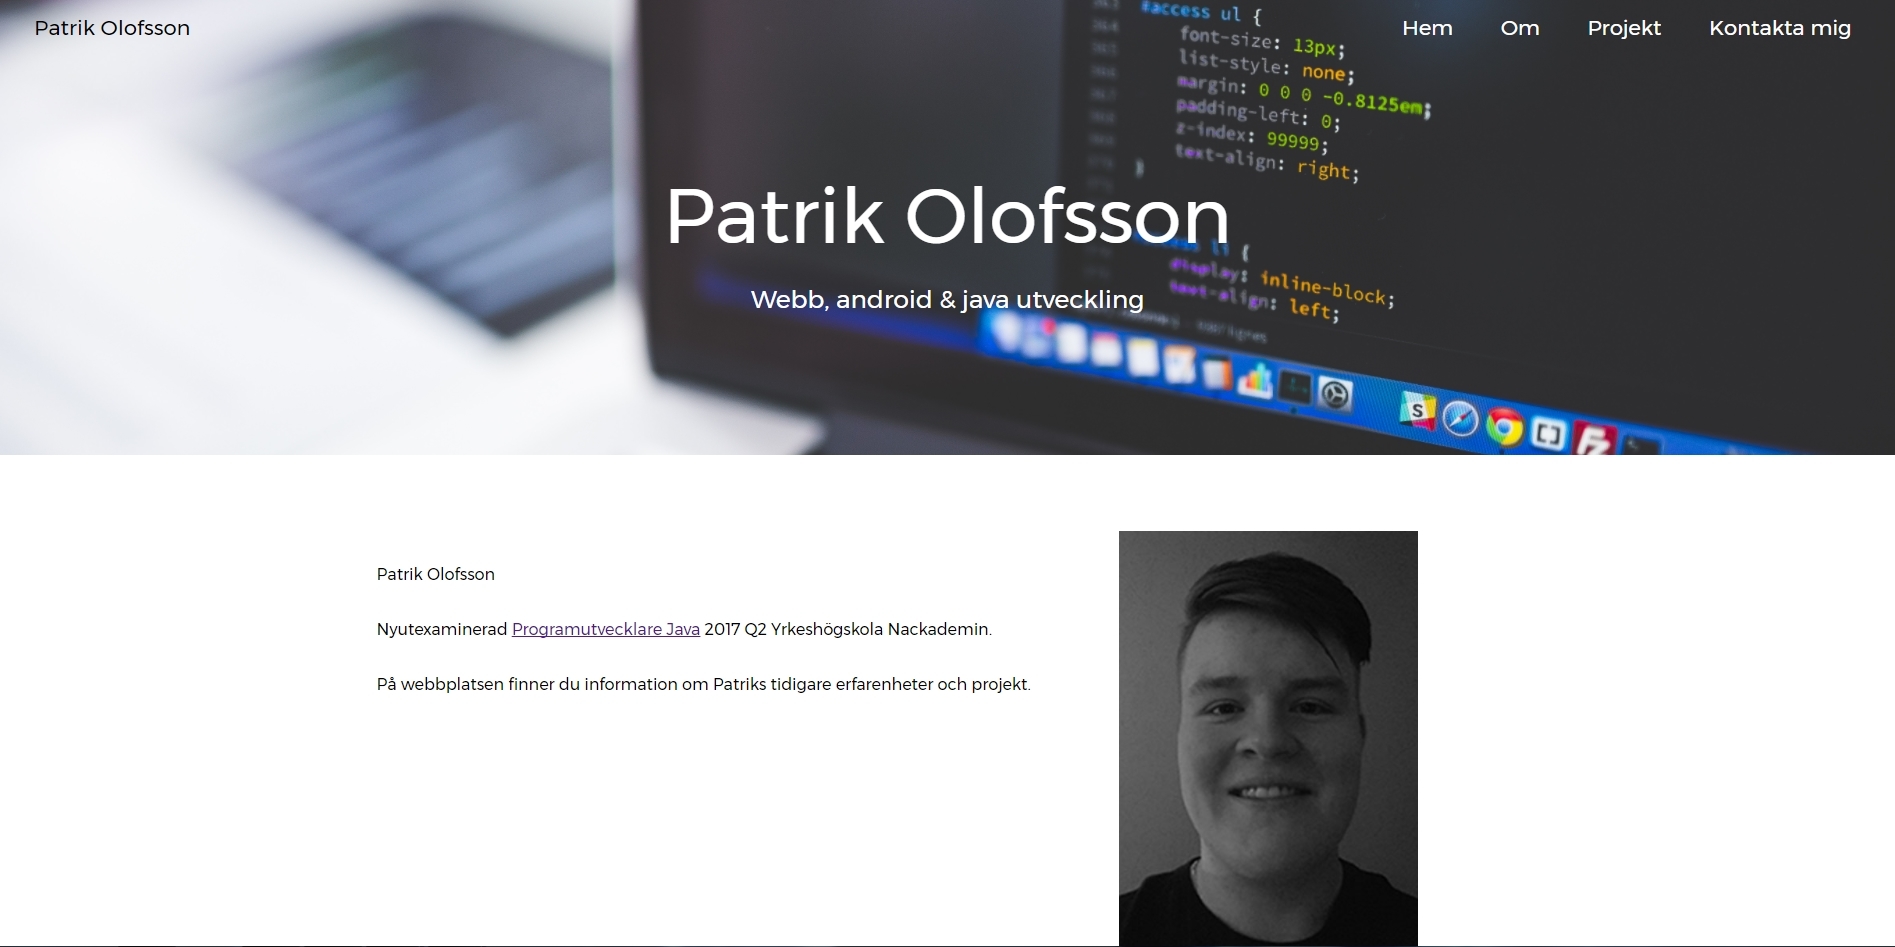 Patrik Olofsson
Hem Om Projekt Kontakta mig
#access ul {
font-size: 13px;
list-style: none;
margin: 0 0 0 -0.8125em;
padding-left: 0;
z-index: 99999;
text-align: right;
}
Patrik Olofsson
li {
display: inline-block;
text-align: left;
Webb, android & java utveckling
S
Fz
Patrik Olofsson
Nyutexaminerad Programutvecklare Java 2017 Q2 Yrkeshögskola Nackademin.
På webbplatsen finner du information om Patriks tidigare erfarenheter och projekt.